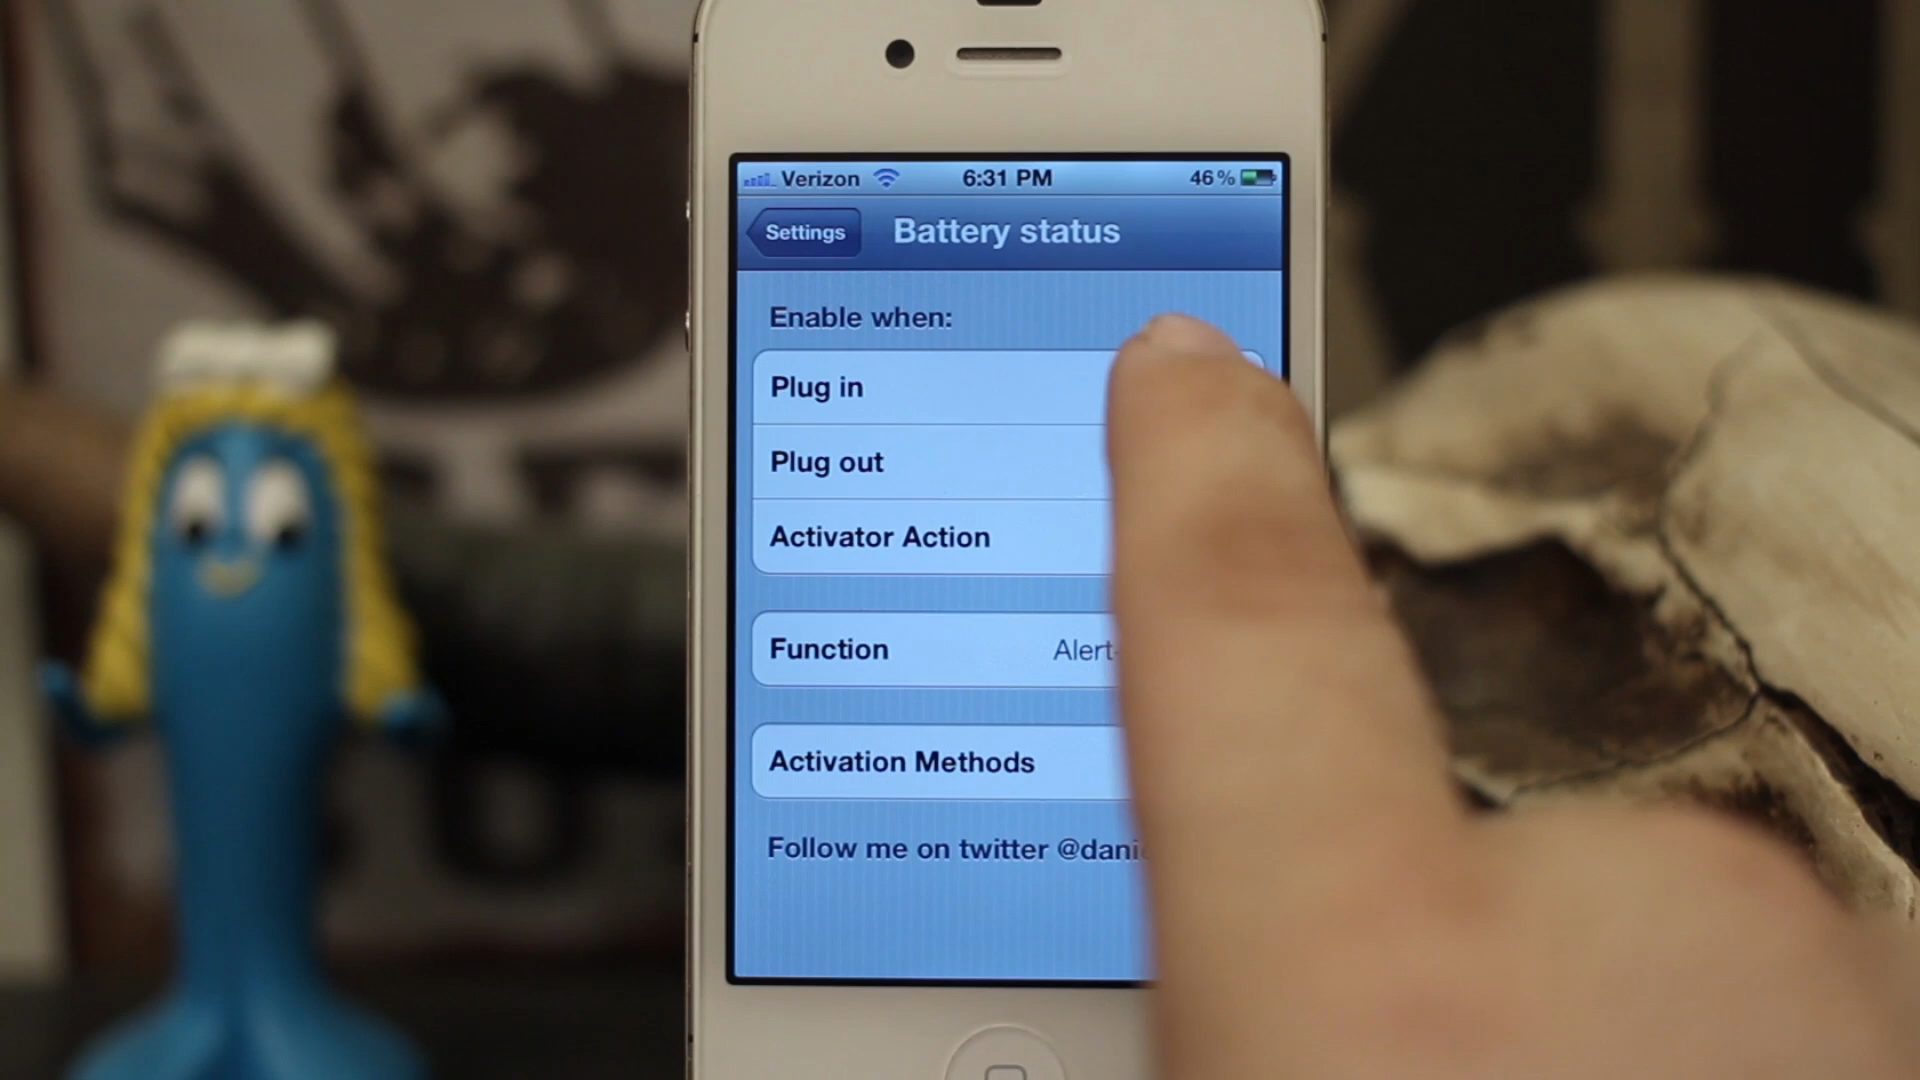 Verizon 6:31 PM 46%
Settings Battery status
Enable when:
Plug in
Plug out
Activator Action
Function Alert
Activation Methods
Follow me on twitter